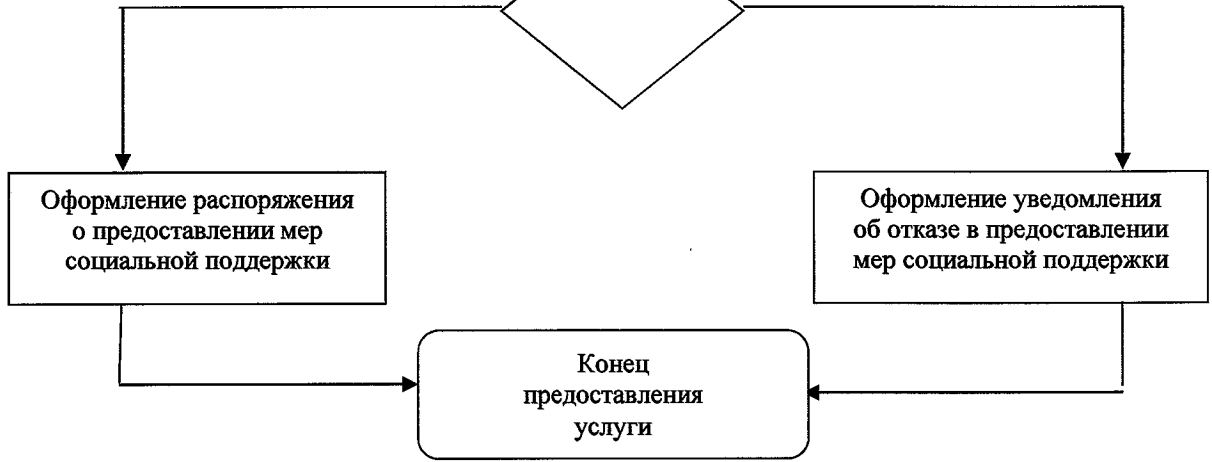 Оформление распоряжения
о предоставлении мер
социальной поддержки
Оформление уведомления
об отказе в предоставлении
мер социальной поддержки
Конец
предоставления
услуги